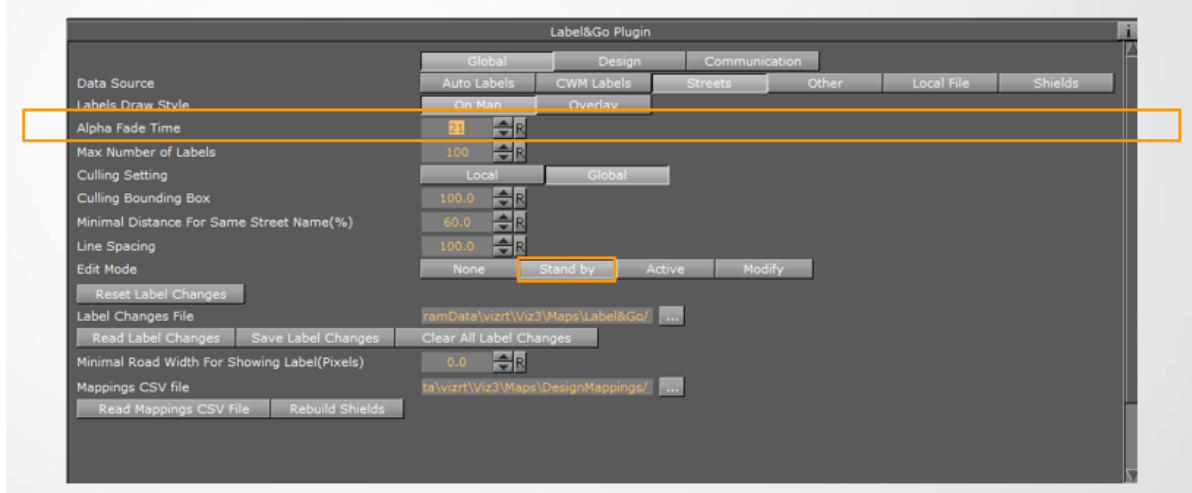 Label&Go Plugin i
Global Design Communication
Data Source Auto Labels CWM Labels Streets Other Local File Shields
Labels Draw Style On Map Overlay
Alpha Fade Time 21 R
Max Number of Labels 100 R
Culling Setting Local Global
Culling Bounding Box 100.0 R
Minimal Distance For Same Street Name(%) 60.0 R
Line Spacing 100.0 R
Edit Mode None Stand by Active Modify
Reset Label Changes
Label Changes File ramData\vizrt\Viz3\Maps\Label&Go/ ...
Read Label Changes Save Label Changes Clear All Label Changes
Minimal Road Width For Showing Label(Pixels) 0.0 R
Mappings CSV file ta\vizrt\Viz3\Maps\DesignMappings/ ...
Read Mappings CSV File Rebuild Shields